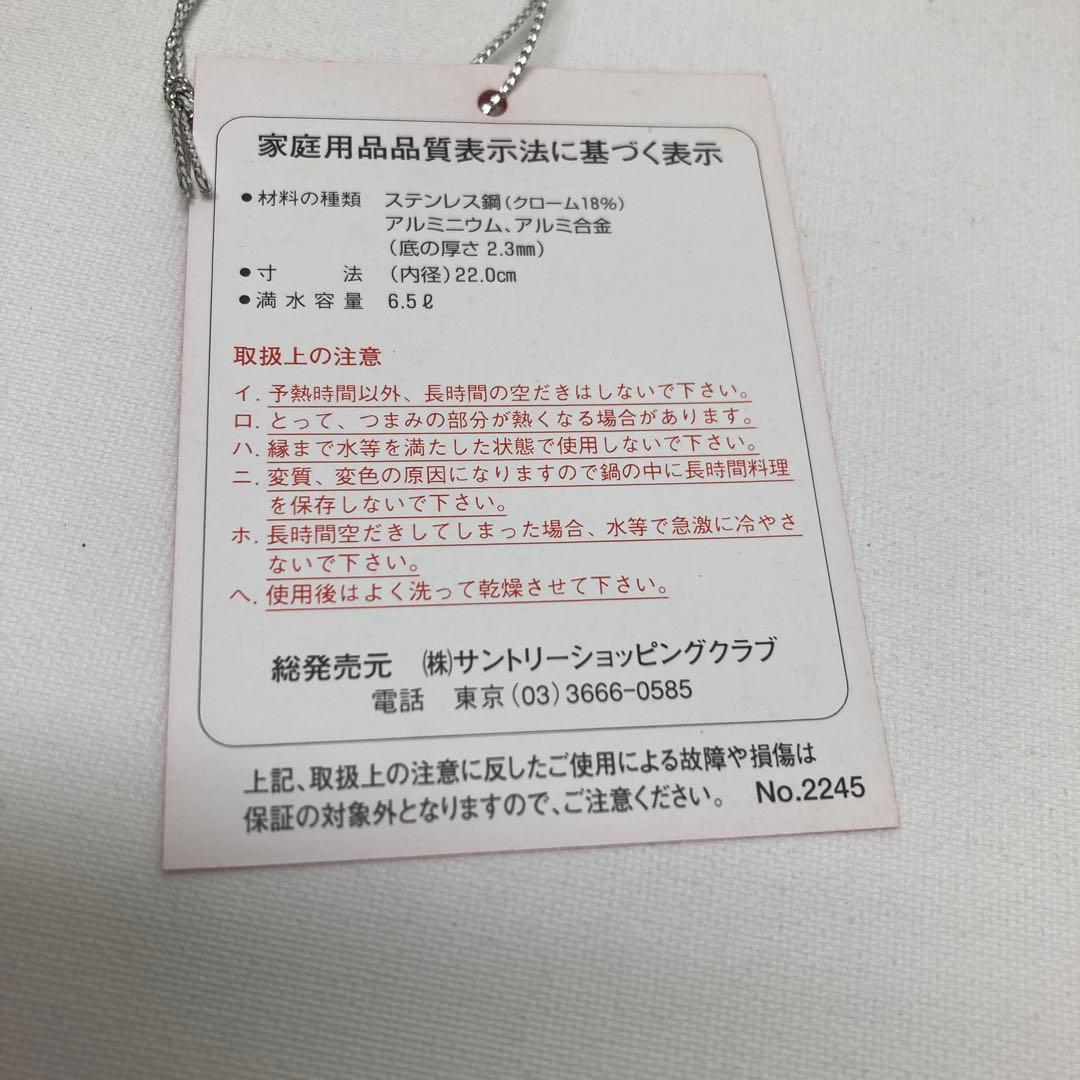 家庭用品品質表示法に基づく表示
●材料の種類 ステンレス鋼(クローム18%)
アルミニウム、アルミ合金
(底の厚さ 2.3㎜)
●寸法 (内径)22.0㎝
●満水容量 6.5ℓ
取扱上の注意
イ. 予熱時間以外、長時間の空だきはしないで下さい。
ロ. とって、つまみの部分が熱くなる場合があります。
ハ. 縁まで水等を満たした状態で使用しないで下さい。
ニ. 変質、変色の原因になりますので鍋の中に長時間料理
を保存しないで下さい。
ホ. 長時間空だきしてしまった場合、水等で急激に冷やさ
ないで下さい。
ヘ. 使用後はよく洗って乾燥させて下さい。
総発売元 ㈱サントリーショッピングクラブ
電話 東京(03)3666-0585
上記、取扱上の注意に反したご使用による故障や損傷は
保証の対象外となりますので、ご注意ください。 No.2245